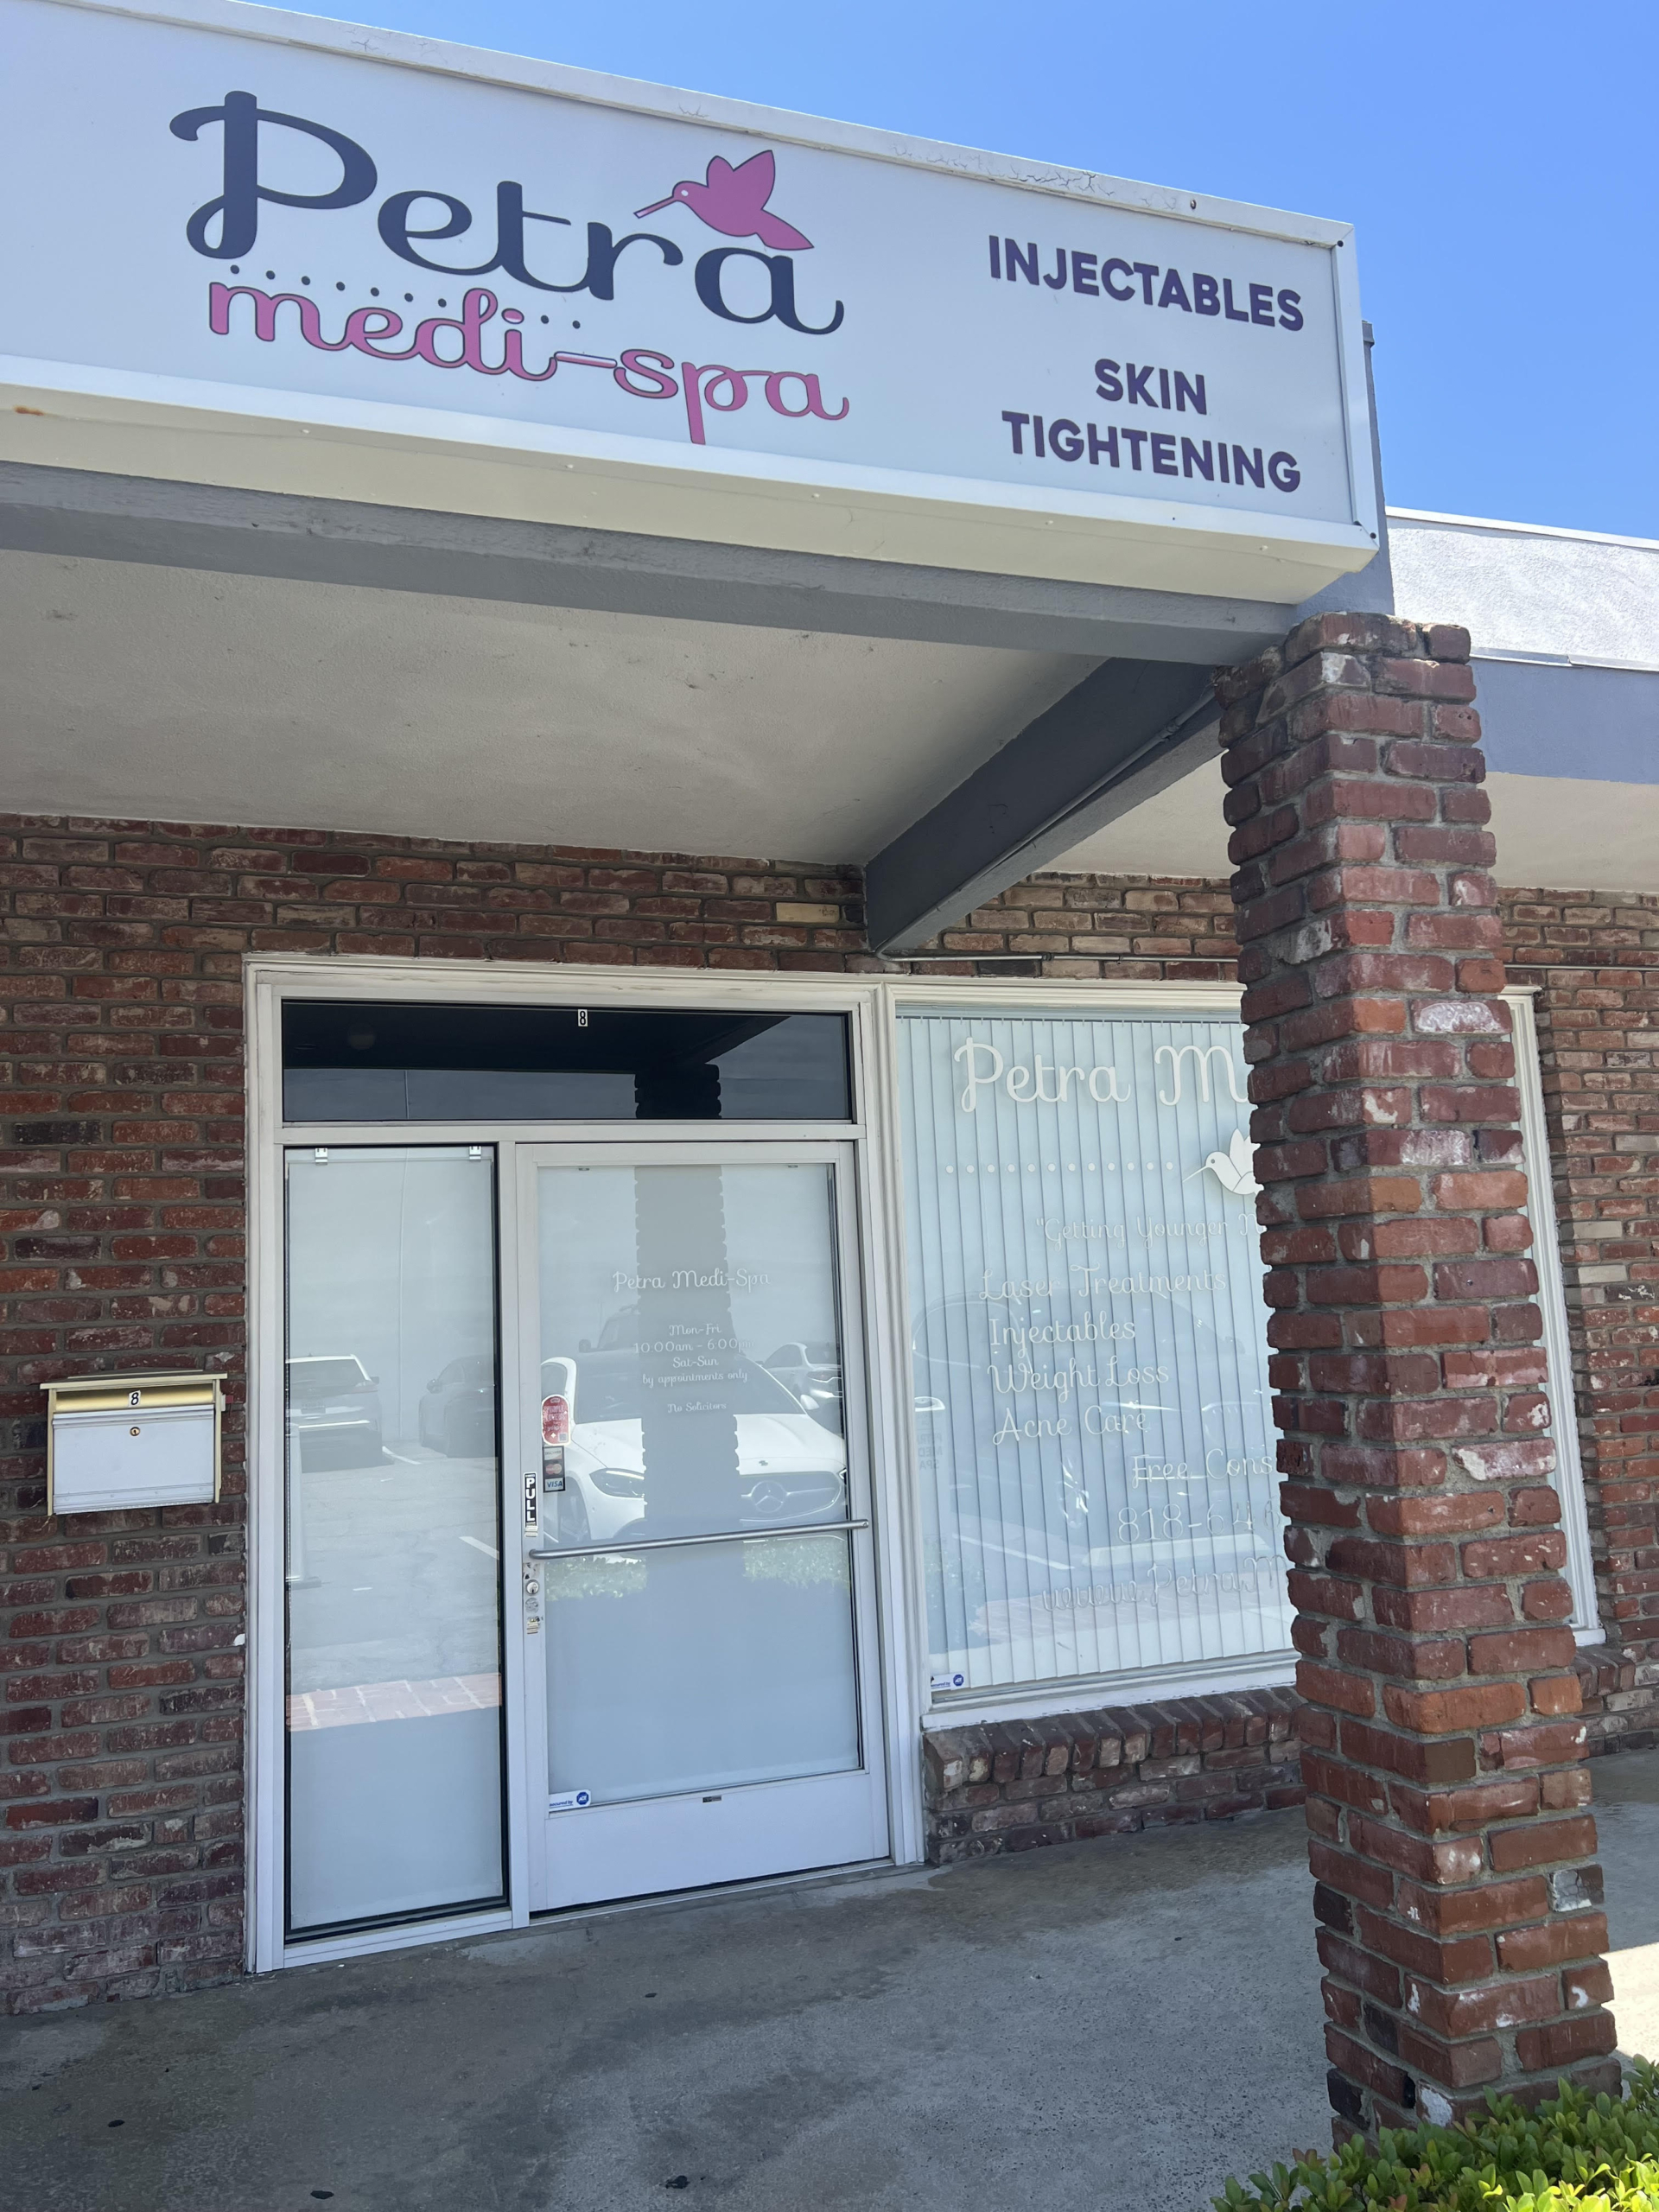 Petra
medi-spa
INJECTABLES
SKIN
TIGHTENING
8
8
Petra Medi-Spa
Mon-Fri
10:00am - 6:00pm
Sat-Sun
by appointments only
No Solicitors
PULL
VISA
Petra M
"Getting Younger
Laser Treatments
Injectables
Weight Loss
Acne Care
Free Cons
818-64
www.PetraM